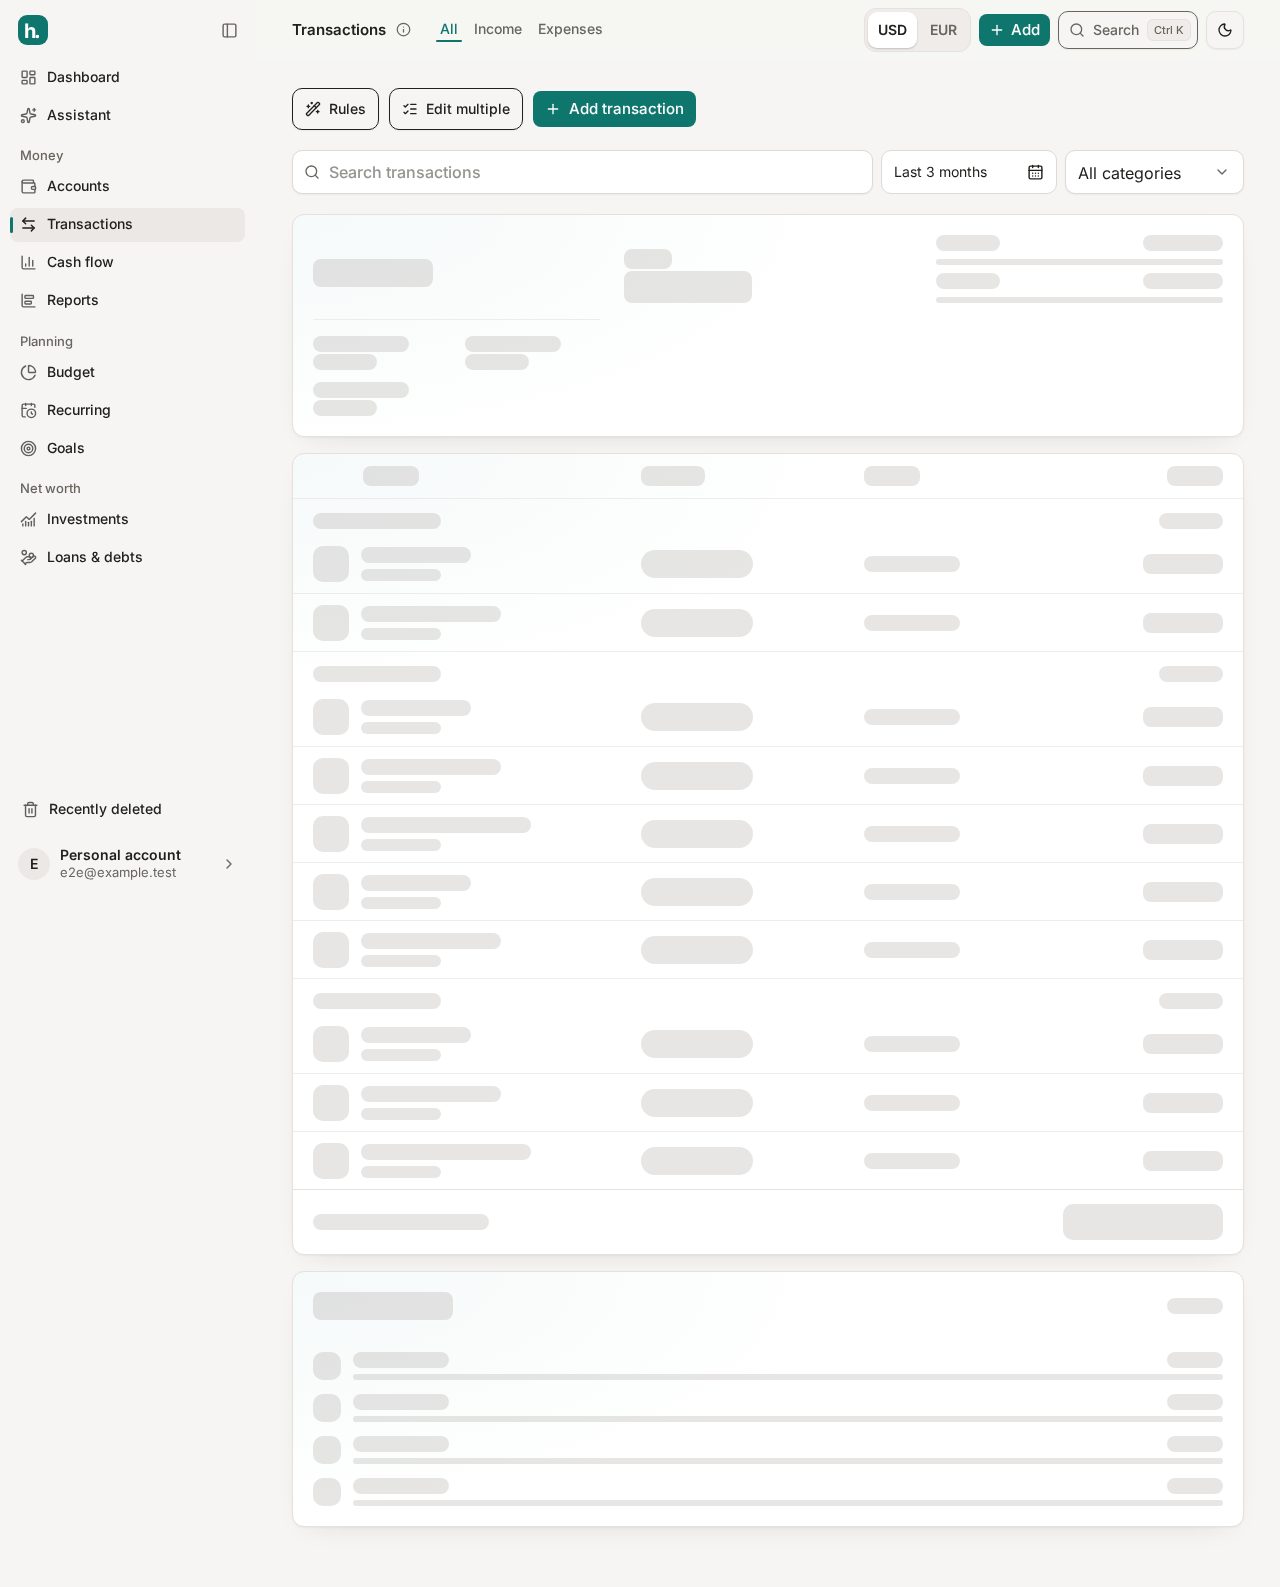 h.
Dashboard
Assistant
Money
Accounts
Transactions
Cash flow
Reports
Planning
Budget
Recurring
Goals
Net worth
Investments
Loans & debts
Recently deleted
E
Personal account
e2e@example.test
Transactions
All
Income
Expenses
USD
EUR
Add
Search
Ctrl K
Rules
Edit multiple
Add transaction
Search transactions
Last 3 months
All categories